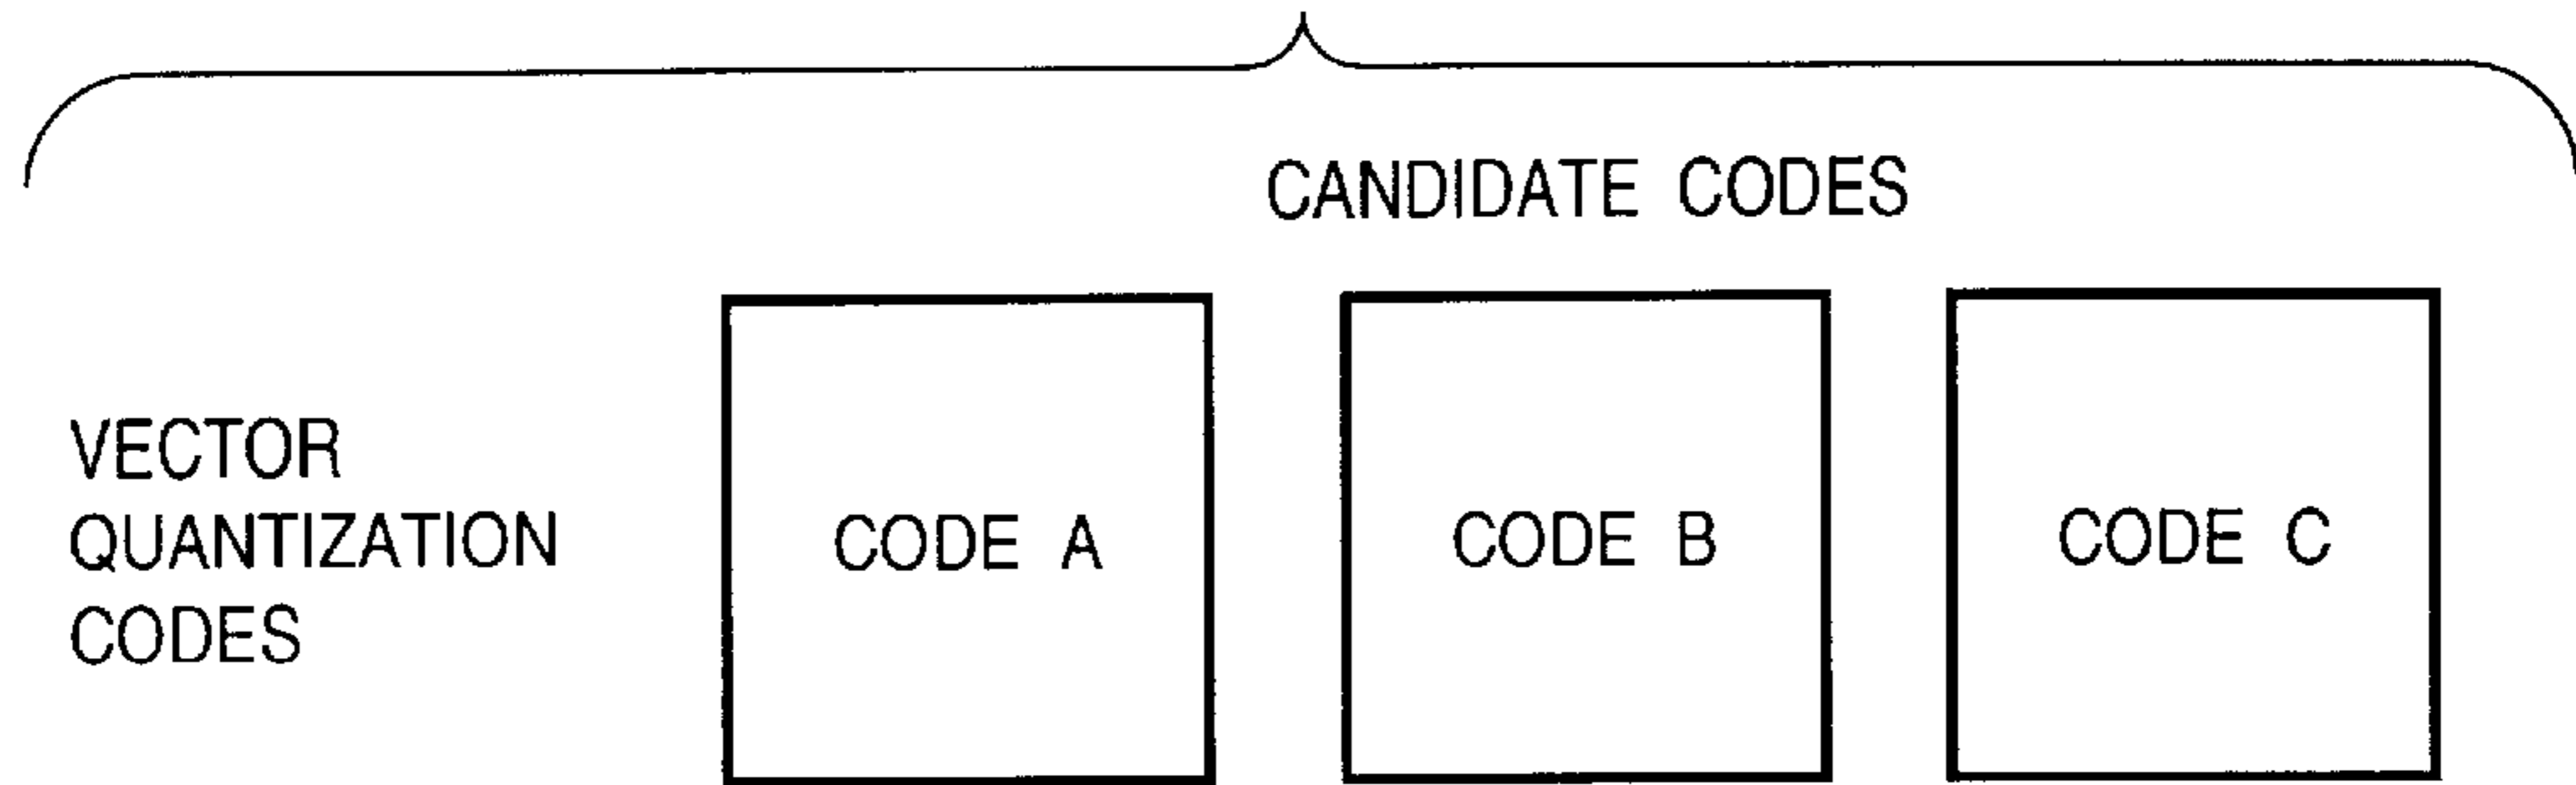 CANDIDATE CODES
VECTOR
QUANTIZATION
CODES
CODE A
CODE B
CODE C